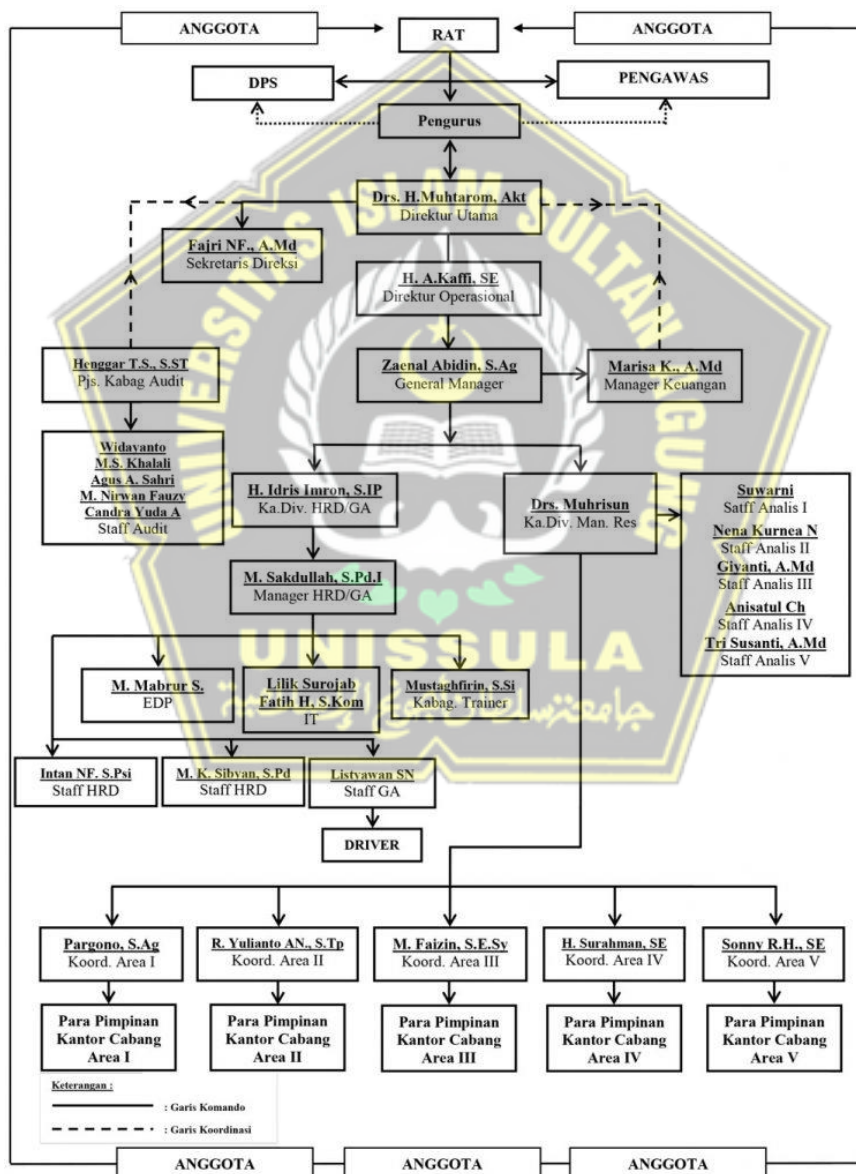 ANGGOTA
RAT
ANGGOTA
DPS
PENGAWAS
Pengurus
Drs. H.Muhtarom, Akt
Direktur Utama
Fajri NF., A.Md
Sekretaris Direksi
H. A.Kaffi, SE
Direktur Operasional
Henggar T.S., S.ST
Pjs. Kabag Audit
Zaenal Abidin, S.Ag
General Manager
Marisa K., A.Md
Manager Keuangan
Widayanto
M.S. Khalali
Agus A. Sahri
M. Nirwan Fauzy
Candra Yuda A
Staff Audit
H. Idris Imron, S.IP
Ka.Div. HRD/GA
Drs. Muhrisun
Ka.Div. Man. Res
Suwarni
Satff Analis I
Nena Kurnea N
Staff Analis II
Giyanti, A.Md
Staff Analis III
Anisatul Ch
Staff Analis IV
Tri Susanti, A.Md
Staff Analis V
M. Sakdullah, S.Pd.I
Manager HRD/GA
M. Mabrur S.
EDP
Lilik Surojab
Fatih H, S.Kom
IT
Mustaghfirin, S.Si
Kabag. Trainer
Intan NF. S.Psi
Staff HRD
M. K. Sibyan, S.Pd
Staff HRD
Listyawan SN
Staff GA
DRIVER
Pargono, S.Ag
Koord. Area I
R. Yulianto AN., S.Tp
Koord. Area II
M. Faizin, S.E.Sy
Koord. Area III
H. Surahman, SE
Koord. Area IV
Sonny R.H., SE
Koord. Area V
Para Pimpinan
Kantor Cabang
Area I
Para Pimpinan
Kantor Cabang
Area II
Para Pimpinan
Kantor Cabang
Area III
Para Pimpinan
Kantor Cabang
Area IV
Para Pimpinan
Kantor Cabang
Area V
Keterangan :
: Garis Komando
: Garis Koordinasi
ANGGOTA
ANGGOTA
ANGGOTA
UNIVERSITAS ISLAM SULTAN AGUNG
UNISSULA
جامعة سلطان أجونج الإسلامية